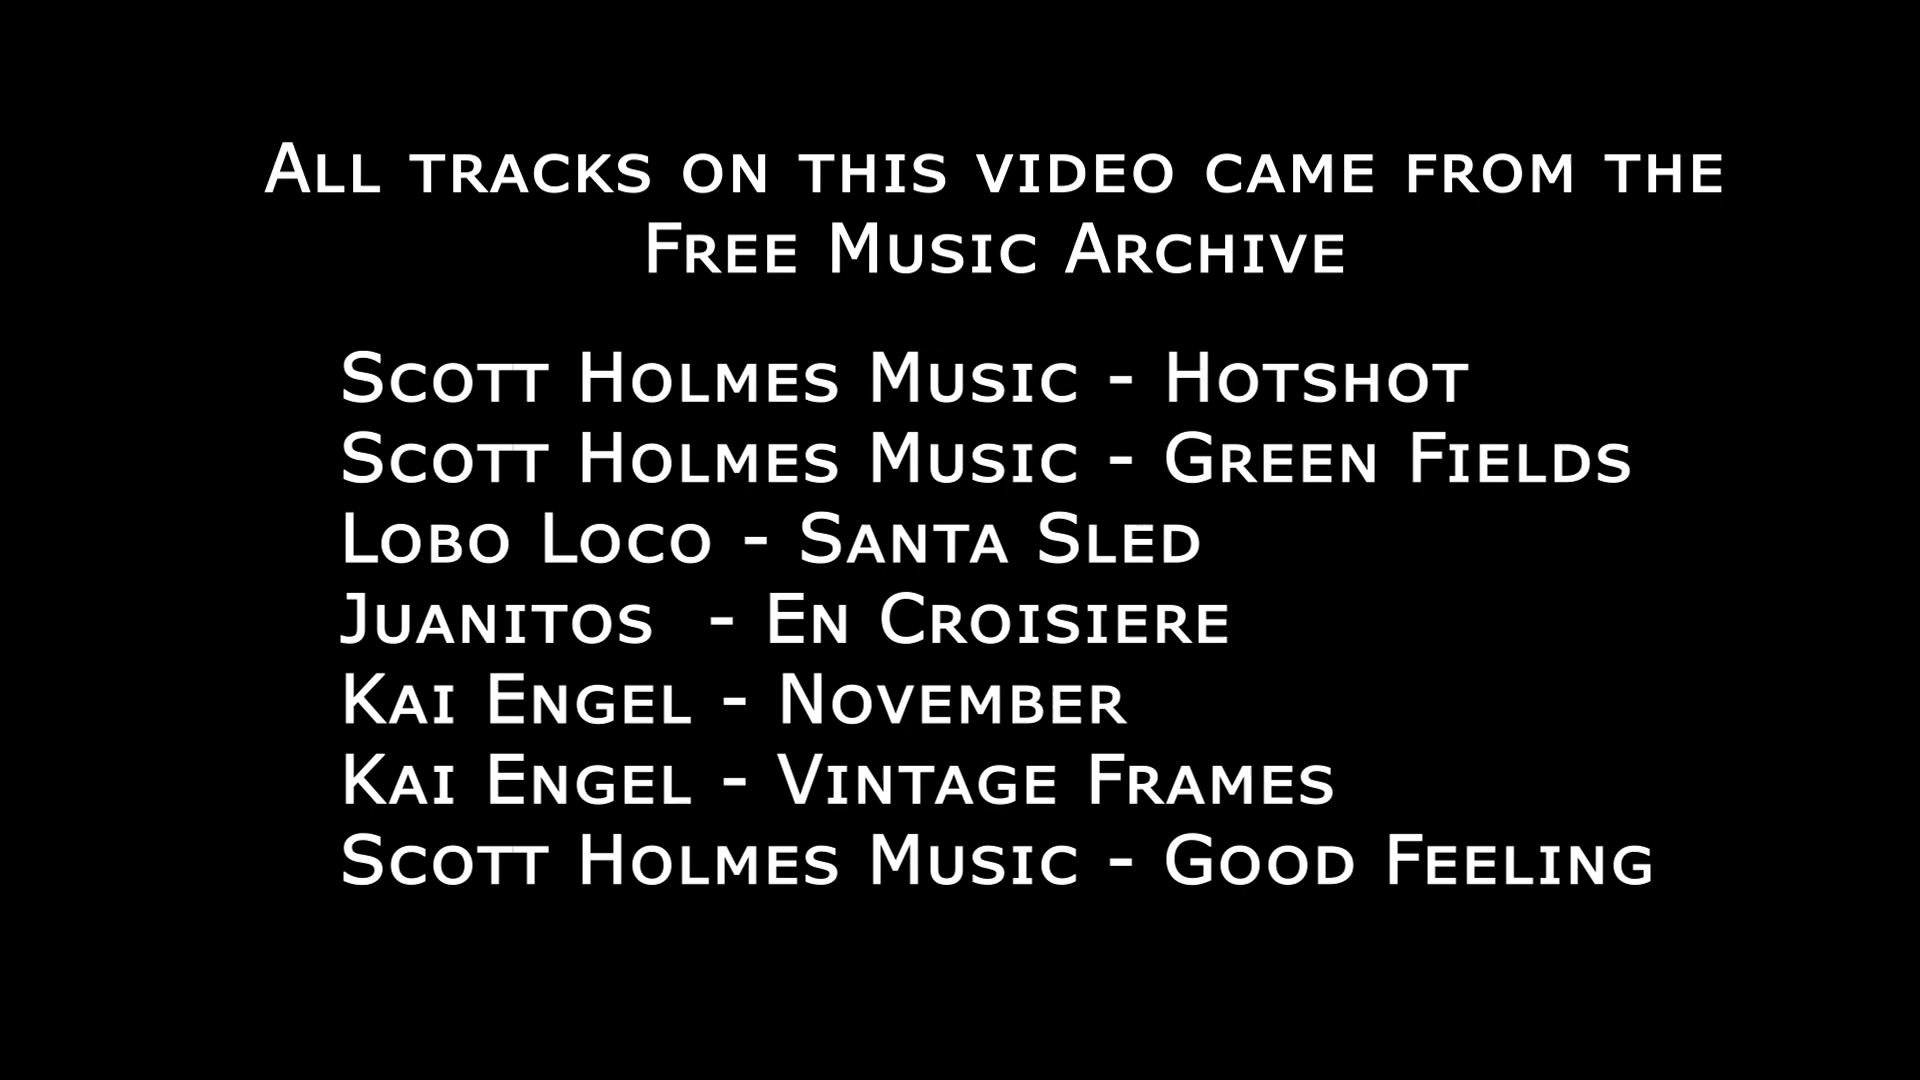 All tracks on this video came from the
Free Music Archive
Scott Holmes Music - Hotshot
Scott Holmes Music - Green Fields
Lobo Loco - Santa Sled
Juanitos  - En Croisiere
Kai Engel - November
Kai Engel - Vintage Frames
Scott Holmes Music - Good Feeling